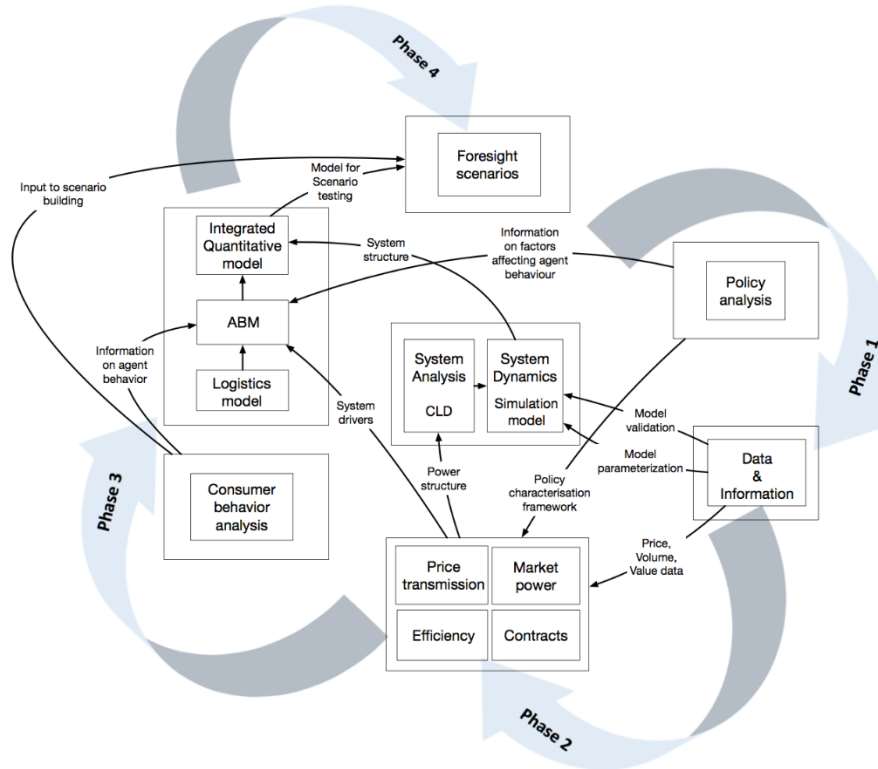 Phase 4
Foresight
scenarios
Input to scenario
building
Model for
Scenario
testing
Integrated
Quantitative
model
System
structure
Information
on factors
affecting agent
behaviour
Policy
analysis
ABM
Information
on agent
behavior
Logistics
model
System
drivers
System
Analysis
CLD
System
Dynamics
Simulation
model
Phase 1
Model
validation
Model
parameterization
Data
&
Information
Phase 3
Consumer
behavior
analysis
Power
structure
Policy
characterisation
framework
Price,
Volume,
Value data
Price
transmission
Market
power
Efficiency
Contracts
Phase 2